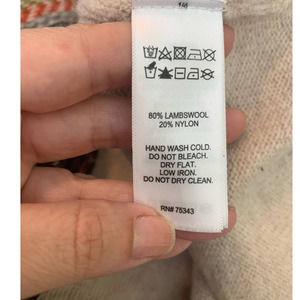 80% LAMBSWOOL
20% NYLON
HAND WASH COLD.
DO NOT BLEACH.
DRY FLAT.
LOW IRON.
DO NOT DRY CLEAN.
RN# 75343